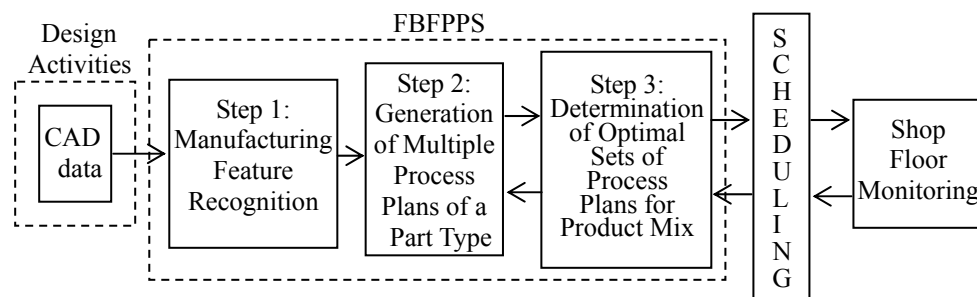 Design
Activities
CAD
data
FBFPPS
Step 1:
Manufacturing
Feature
Recognition
Step 2:
Generation
of Multiple
Process
Plans of a
Part Type
Step 3:
Determination
of Optimal
Sets of
Process
Plans for
Product Mix
S
C
H
E
D
U
L
I
N
G
Shop
Floor
Monitoring